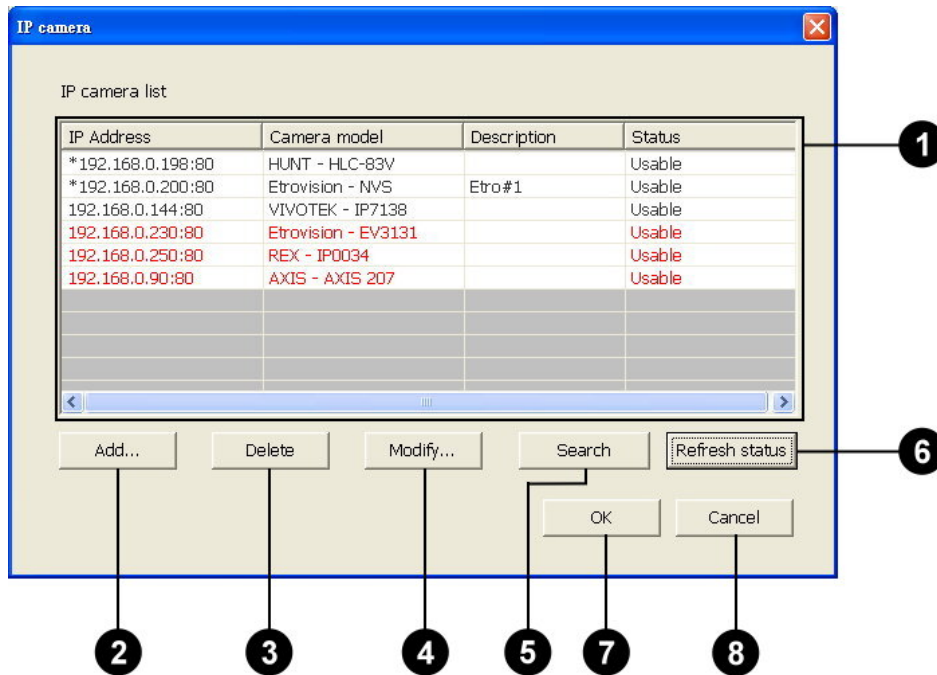 IP camera
IP camera list
IP Address Camera model Description Status
*192.168.0.198:80 HUNT - HLC-83V Usable
*192.168.0.200:80 Etrovision - NVS Etro#1 Usable
192.168.0.144:80 VIVOTEK - IP7138 Usable
192.168.0.230:80 Etrovision - EV3131 Usable
192.168.0.250:80 REX - IP0034 Usable
192.168.0.90:80 AXIS - AXIS 207 Usable
1
Add... Delete Modify... Search Refresh status
6
OK Cancel
2 3 4 5 7 8